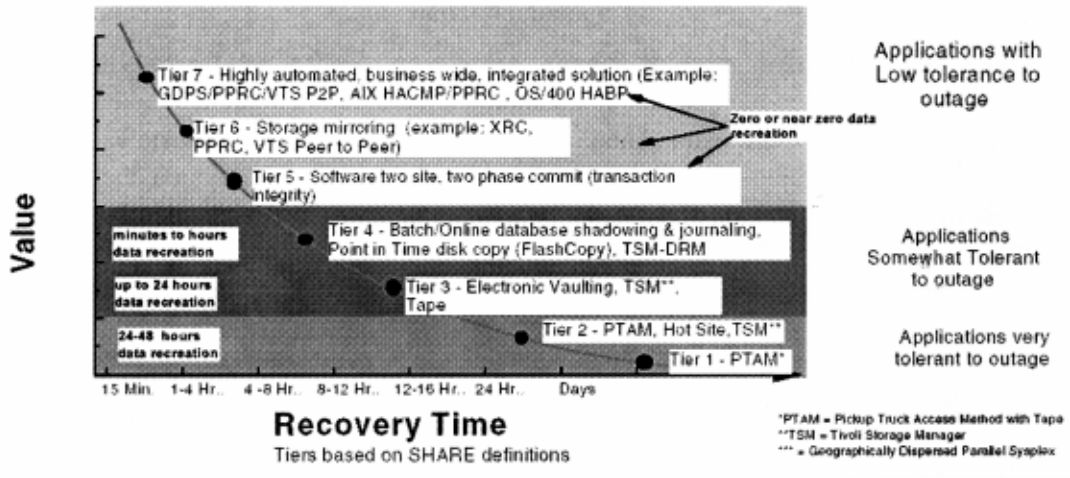 Tier 7 - Highly automated, business wide, integrated solution (Example:
GDPS/PPRC/VTS P2P, AIX HACMP/PPRC , OS/400 HABP
Applications with
Low tolerance to
outage
Zero or near zero data
recreation
Tier 6 - Storage mirroring (example: XRC,
PPRC, VTS Peer to Peer)
Tier 5 - Software two site, two phase commit (transaction
integrity)
Value
minutes to hours
data recreation
Tier 4 - Batch/Online database shadowing & journaling,
Point in Time disk copy (FlashCopy), TSM-DRM
Applications
Somewhat Tolerant
to outage
up to 24 hours
data recreation
Tier 3 - Electronic Vaulting, TSM**,
Tape
24-48 hours
data recreation
Tier 2 - PTAM, Hot Site,TSM**
Tier 1 - PTAM*
Applications very
tolerant to outage
15 Min. 1-4 Hr.. 4 -8 Hr.. 8-12 Hr.. 12-16 Hr.. 24 Hr.. Days
Recovery Time
Tiers based on SHARE definitions
*PTAM = Pickup Truck Access Method with Tape
**TSM = Tivoli Storage Manager
*** = Geographically Dispersed Parallel Sysplex